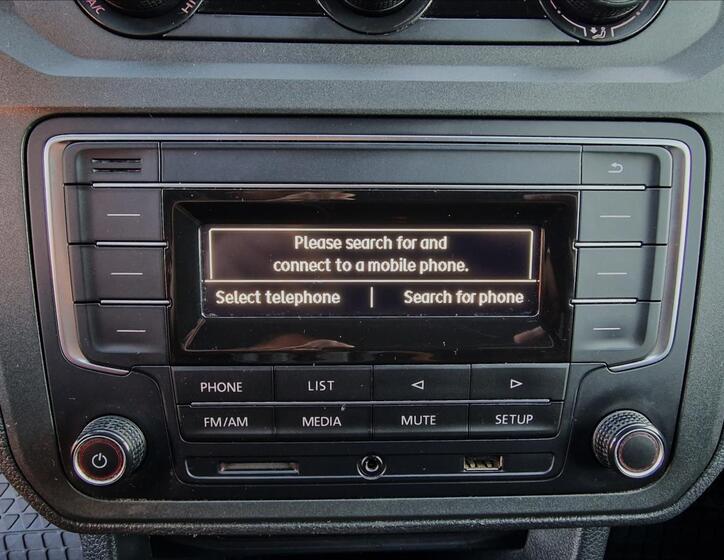 A/C
HI
Please search for and
connect to a mobile phone.
Select telephone | Search for phone
PHONE LIST
FM/AM MEDIA MUTE SETUP